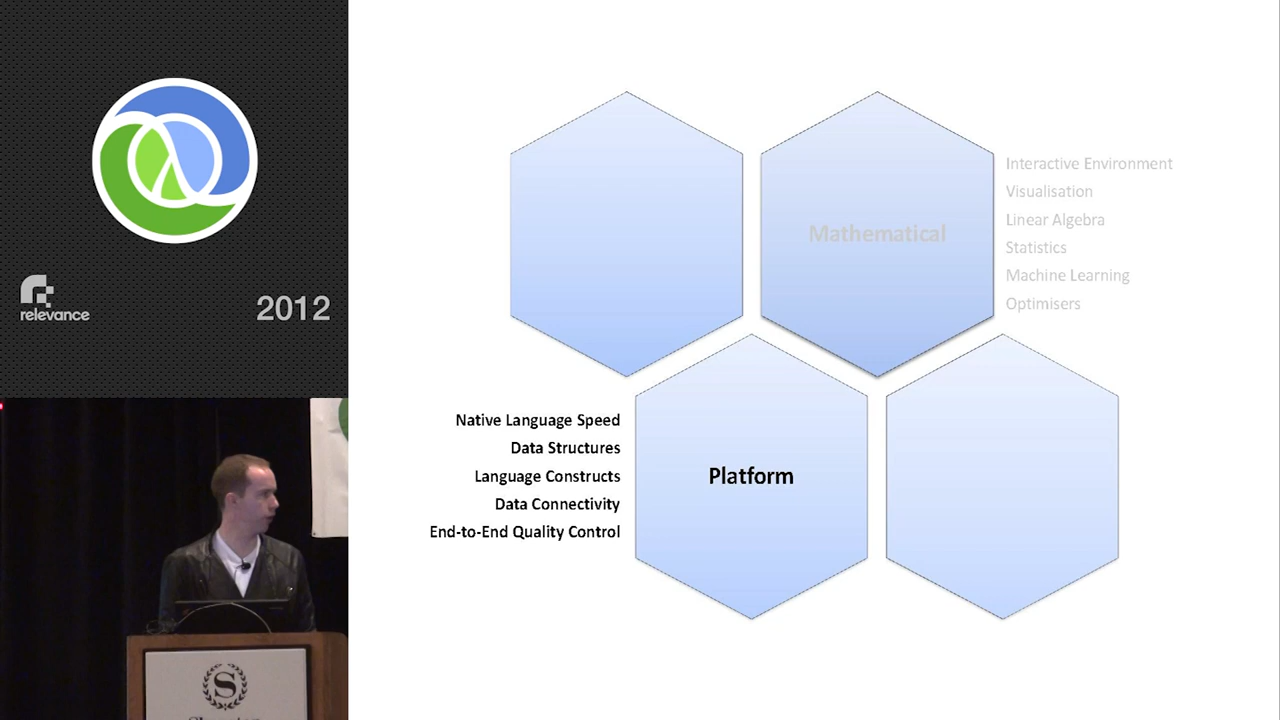 relevance
2012
S
Mathematical
Interactive Environment
Visualisation
Linear Algebra
Statistics
Machine Learning
Optimisers
Native Language Speed
Data Structures
Language Constructs
Data Connectivity
End-to-End Quality Control
Platform